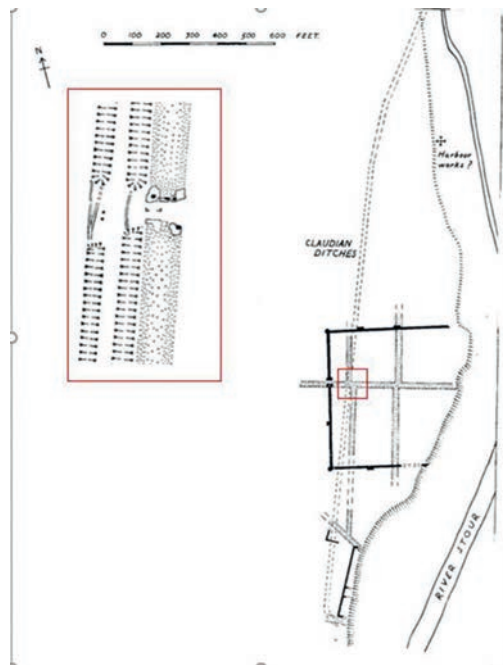 0 100 200 300 400 500 600 FEET.
N
Harbour
works?
CLAUDIAN
DITCHES
RIVER STOUR